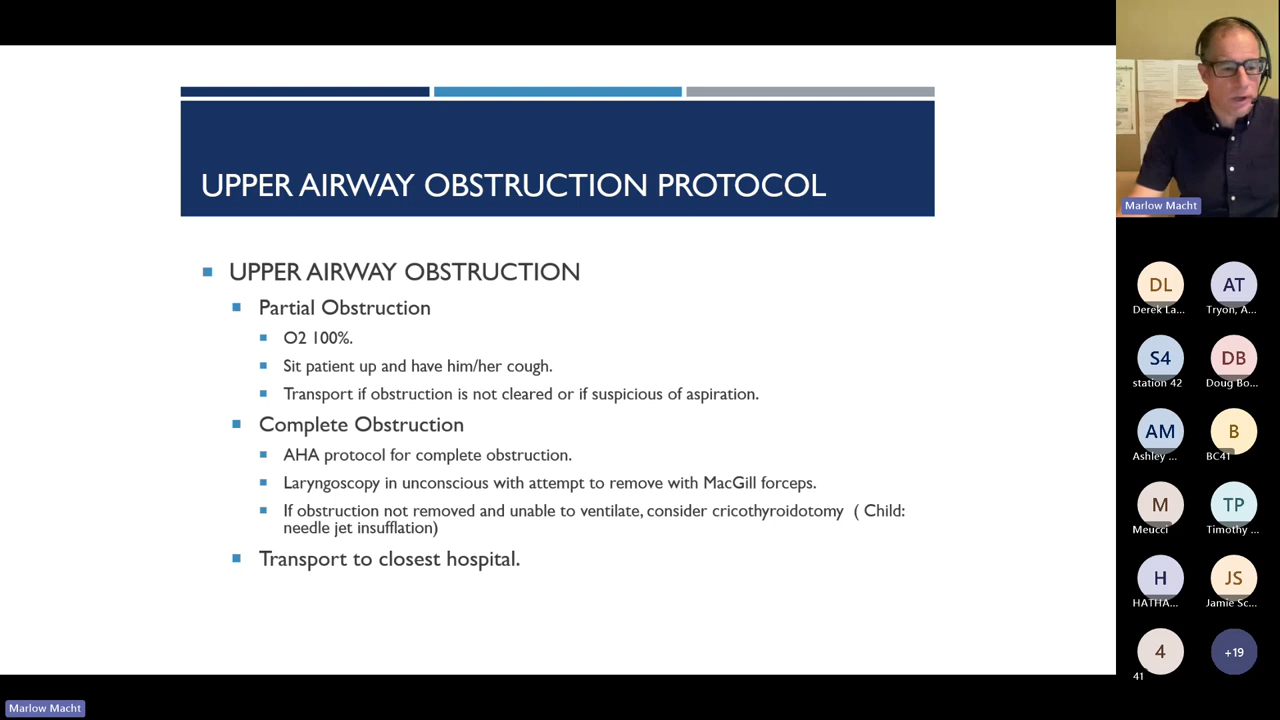 UPPER AIRWAY OBSTRUCTION PROTOCOL
UPPER AIRWAY OBSTRUCTION
Partial Obstruction
O2 100%.
Sit patient up and have him/her cough.
Transport if obstruction is not cleared or if suspicious of aspiration.
Complete Obstruction
AHA protocol for complete obstruction.
Laryngoscopy in unconscious with attempt to remove with MacGill forceps.
If obstruction not removed and unable to ventilate, consider cricothyroidotomy ( Child:
needle jet insufflation)
Transport to closest hospital.
Marlow Macht
DL
AT
Derek La...
Tryon, A...
S4
DB
station 42
Doug Bo...
AM
B
Ashley ...
BC41
M
TP
Meucci
Timothy ...
H
JS
HATHA...
Jamie Sc...
4
+19
41
Marlow Macht